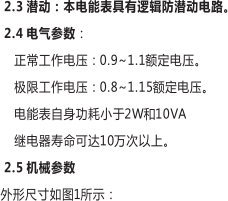 2.3 潜动：本电能表具有逻辑防潜动电路。
2.4 电气参数：
正常工作电压：0.9~1.1额定电压。
极限工作电压：0.8~1.15额定电压。
电能表自身功耗小于2W和10VA
继电器寿命可达10万次以上。
2.5 机械参数
外形尺寸如图1所示：